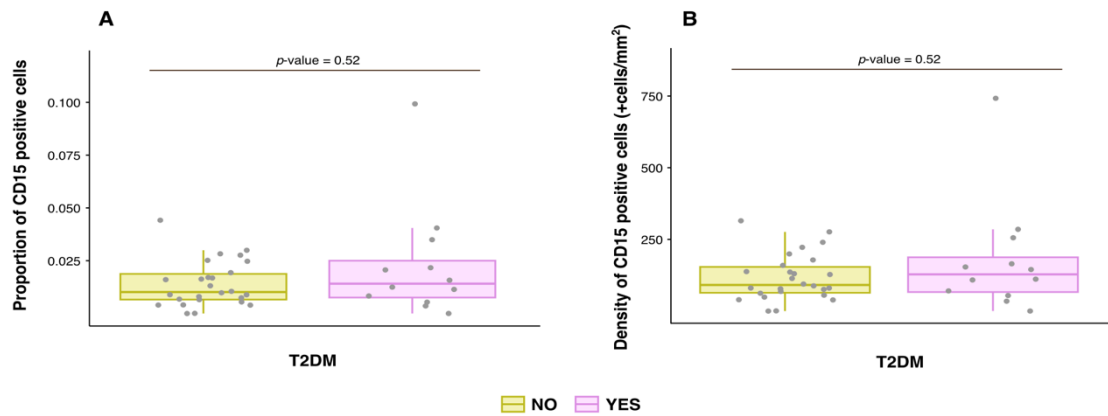 A
p-value = 0.52
Proportion of CD15 positive cells
0.100
0.075
0.050
0.025
T2DM
B
p-value = 0.52
Density of CD15 positive cells (+cells/mm²)
750
500
250
T2DM
NO YES